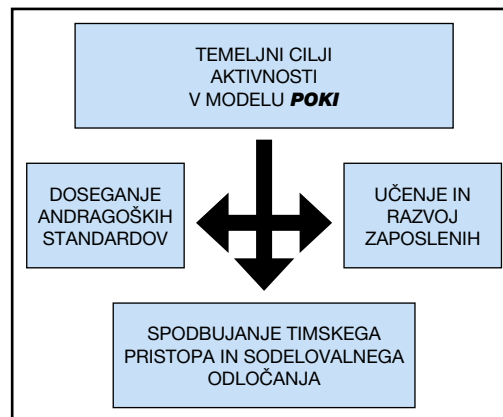 TEMELJNI CILJI
AKTIVNOSTI
V MODELU POKI
DOSEGANJE
ANDRAGOŠKIH
STANDARDOV
UČENJE IN
RAZVOJ
ZAPOSLENIH
SPODBUJANJE TIMSKEGA
PRISTOPA IN SODELOVALNEGA
ODLOČANJA